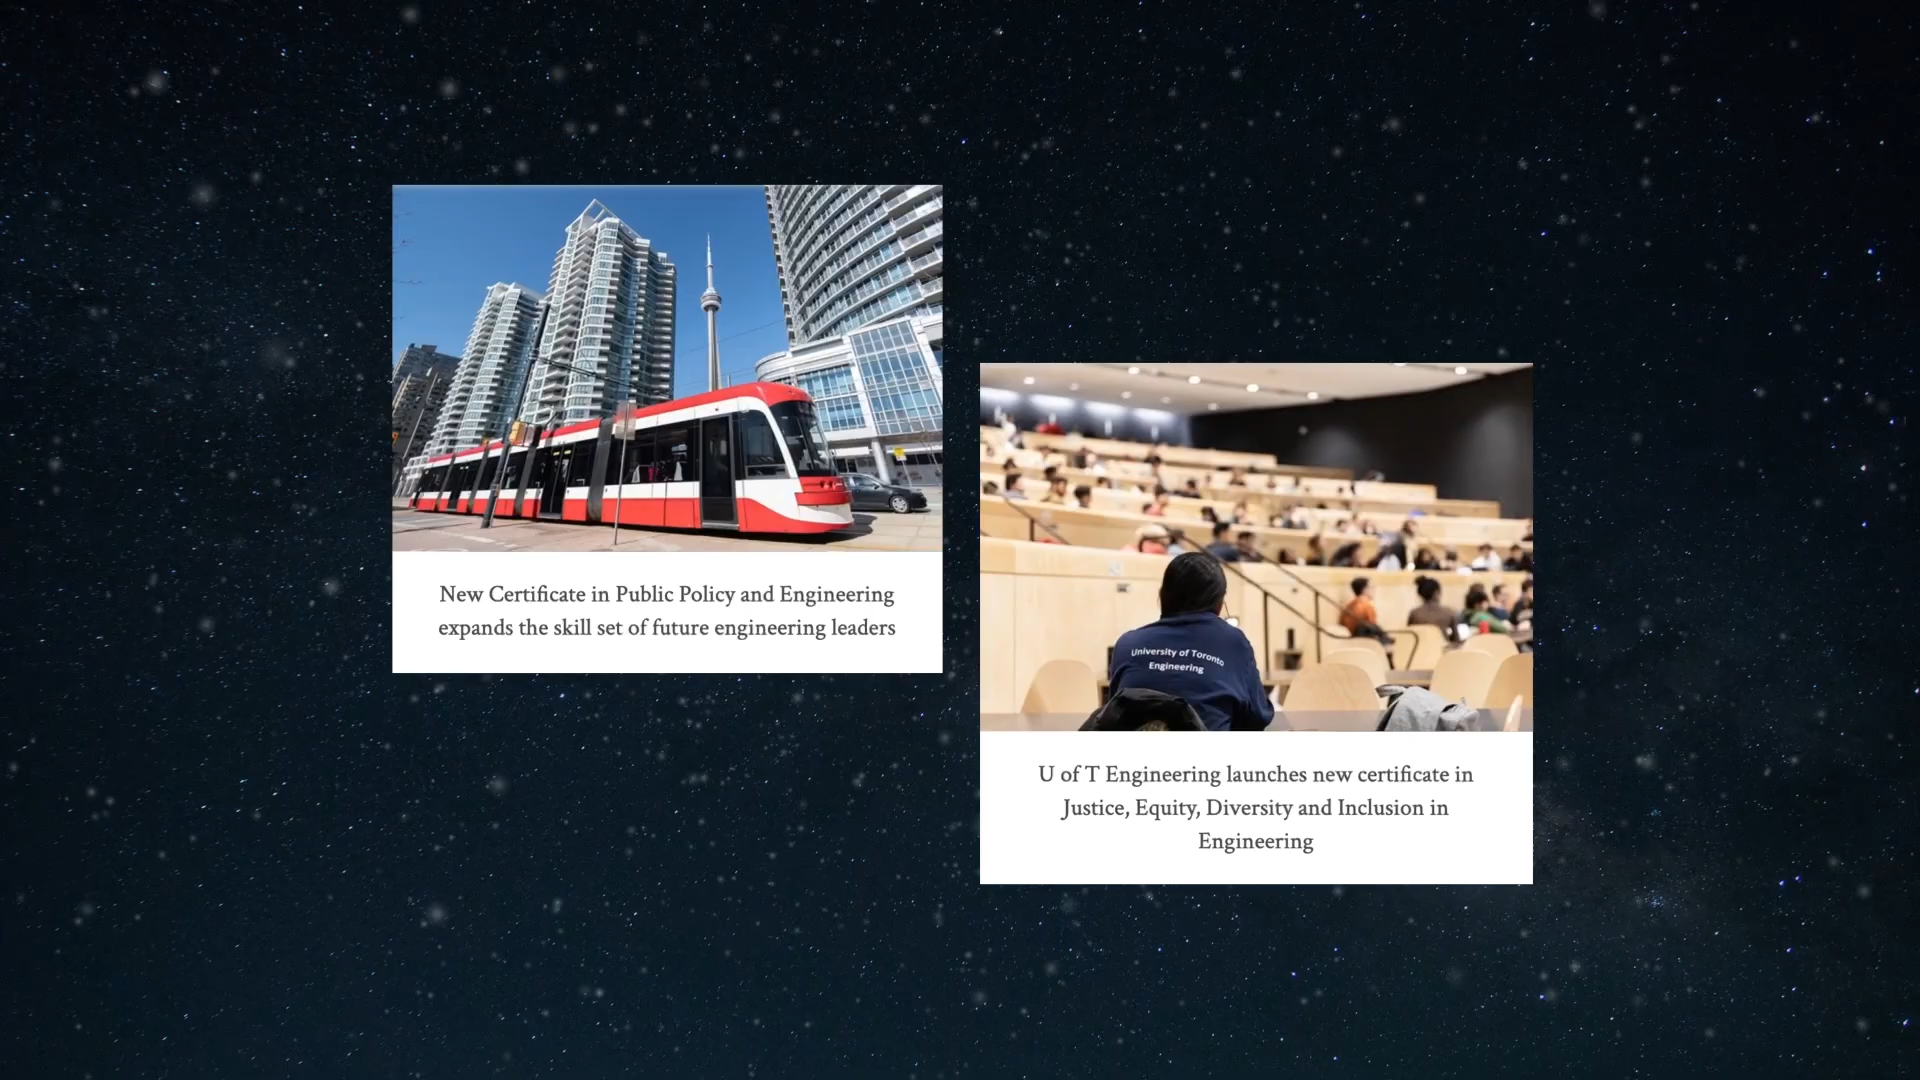 New Certificate in Public Policy and Engineering
expands the skill set of future engineering leaders
University of Toronto
Engineering
U of T Engineering launches new certificate in
Justice, Equity, Diversity and Inclusion in
Engineering